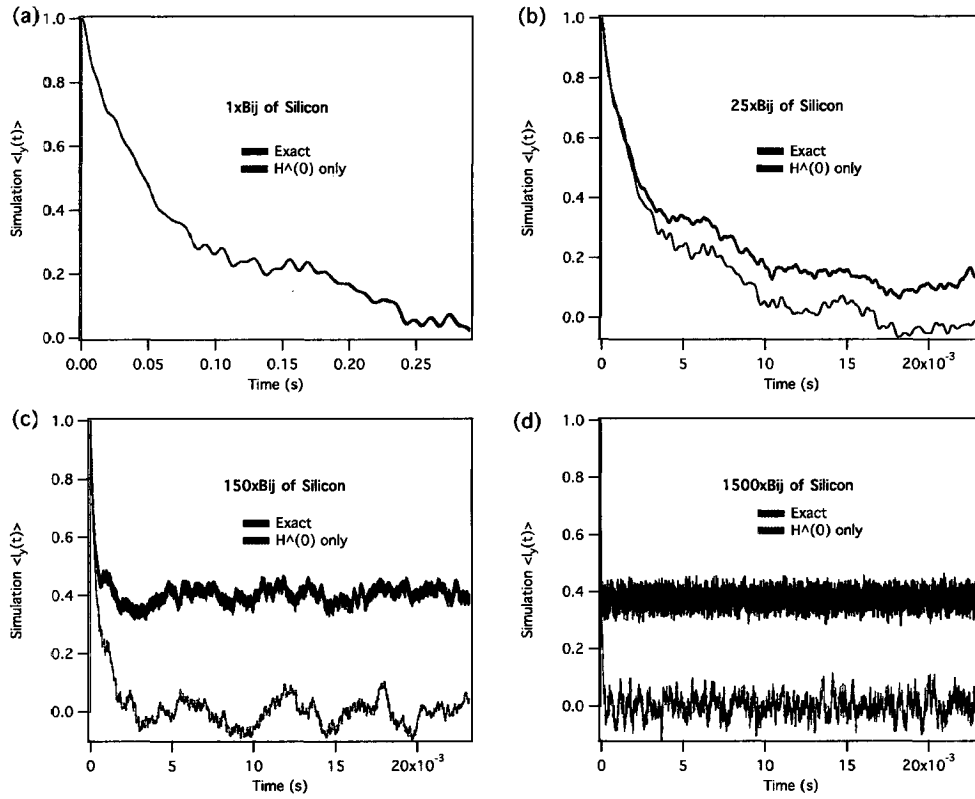 (a)
1.0
0.8
0.6
0.4
0.2
0.0
Simulation <Iy(t)>
1xBij of Silicon
Exact
H^(0) only
0.00
0.05
0.10
0.15
0.20
0.25
Time (s)
(b)
1.0
0.8
0.6
0.4
0.2
0.0
Simulation <Iy(t)>
25xBij of Silicon
Exact
H^(0) only
0
5
10
15
20x10-3
Time (s)
(c)
1.0
0.8
0.6
0.4
0.2
0.0
Simulation <Iy(t)>
150xBij of Silicon
Exact
H^(0) only
0
5
10
15
20x10-3
Time (s)
(d)
1.0
0.8
0.6
0.4
0.2
0.0
Simulation <Iy(t)>
1500xBij of Silicon
Exact
H^(0) only
0
5
10
15
20x10-3
Time (s)